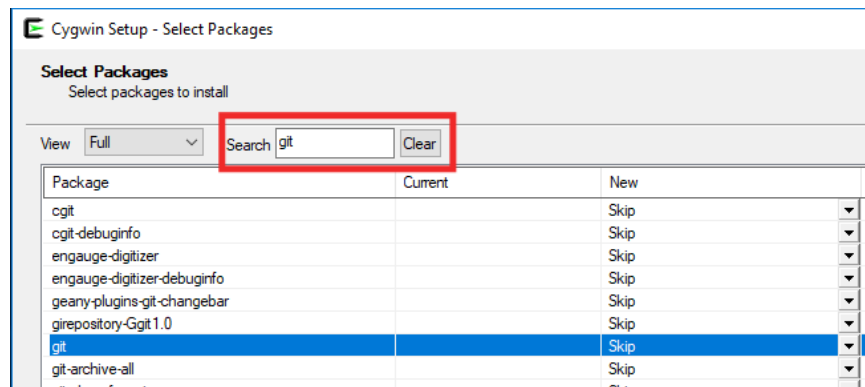 Cygwin Setup - Select Packages
Select Packages
Select packages to install
View Full Search git Clear
Package Current New
cgit Skip
cgit-debuginfo Skip
engauge-digitizer Skip
engauge-digitizer-debuginfo Skip
geany-plugins-git-changebar Skip
girepository-Ggit1.0 Skip
git Skip
git-archive-all Skip